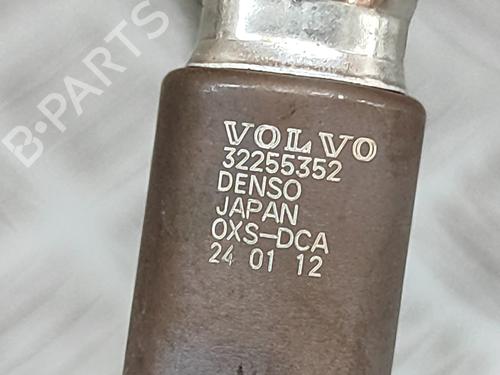 B-PARTS
VOLVO
32255352
DENSO
JAPAN
OXS-DCA
24 01 12